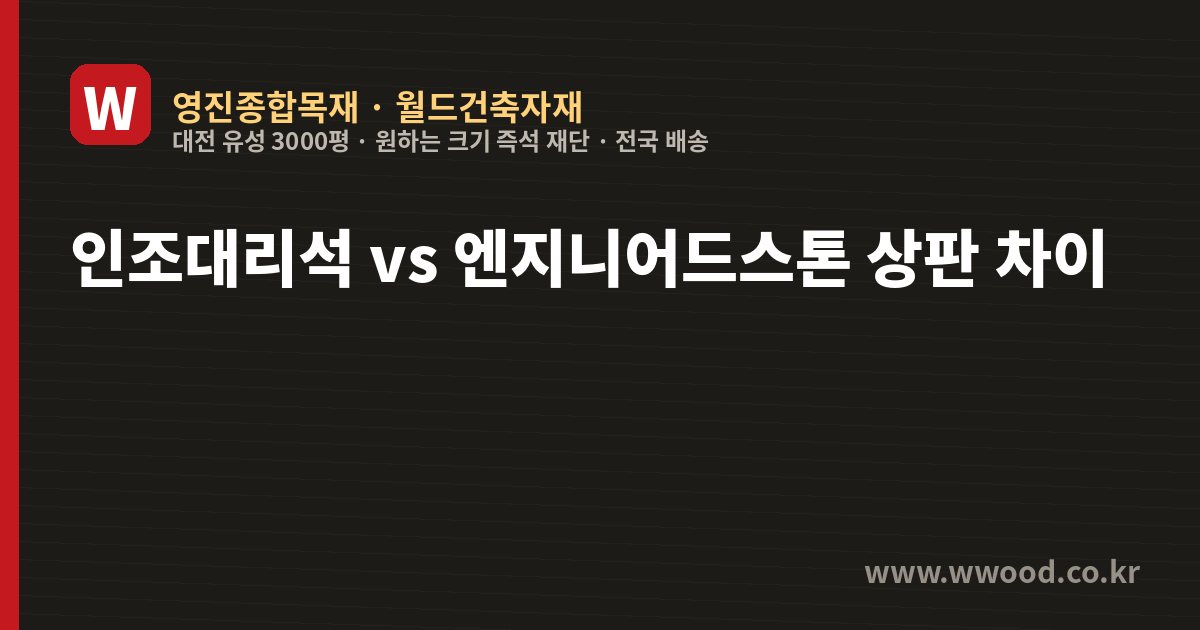 W
영진종합목재 · 월드건축자재
대전 유성 3000평 · 원하는 크기 즉석 재단 · 전국 배송
인조대리석 vs 엔지니어드스톤 상판 차이
www.wwood.co.kr